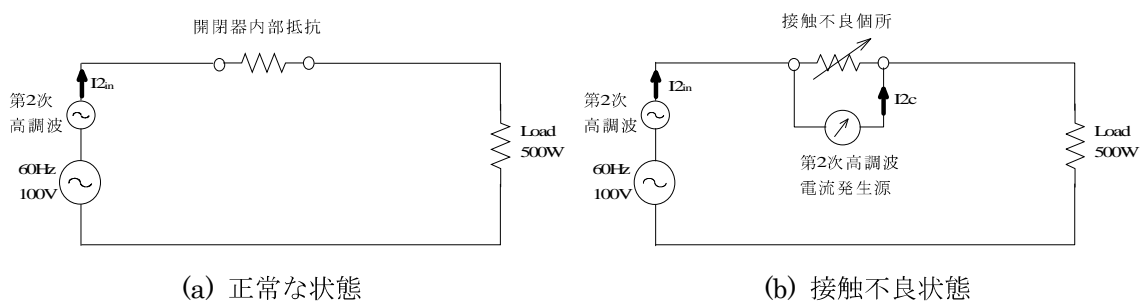 開閉器内部抵抗
I2in
第2次
高調波
60Hz
100V
Load
500W
(a) 正常な状態
接触不良個所
I2in
I2c
第2次
高調波
第2次高調波
電流発生源
60Hz
100V
Load
500W
(b) 接触不良状態